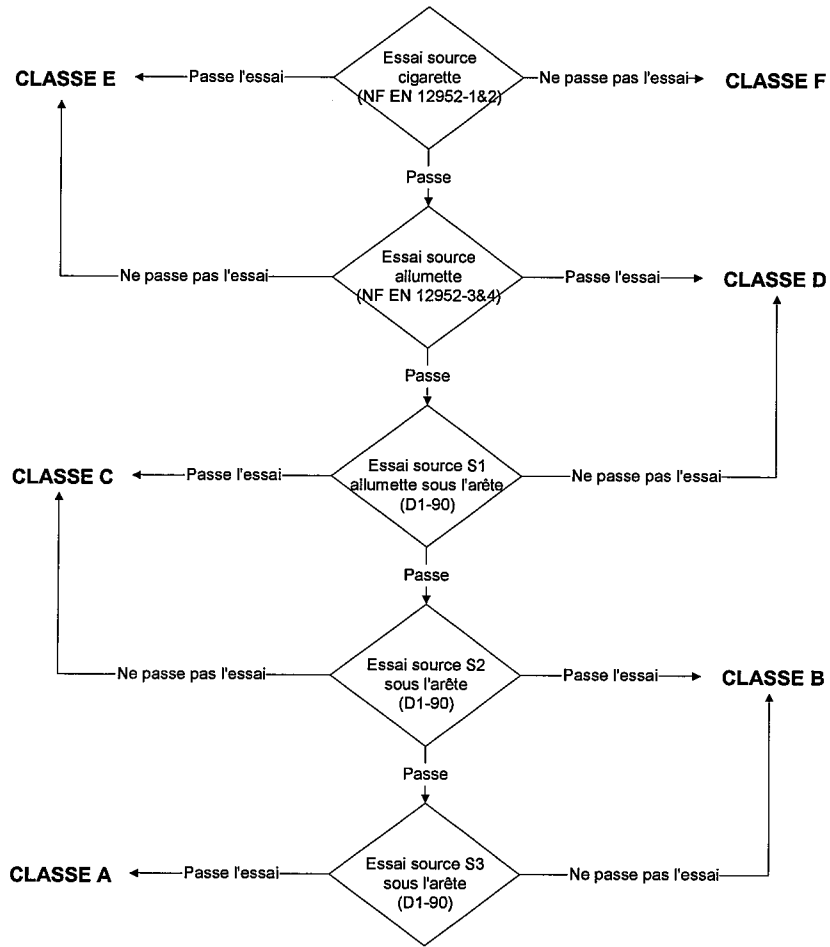 Essai source
cigarette
(NF EN 12952-1&2)
CLASSE E
Passe l'essai
Ne passe pas l'essai
CLASSE F
Passe
Essai source
allumette
(NF EN 12952-3&4)
Ne passe pas l'essai
Passe l'essai
CLASSE D
Passe
Essai source S1
allumette sous l'arête
(D1-90)
CLASSE C
Passe l'essai
Ne passe pas l'essai
Passe
Essai source S2
sous l'arête
(D1-90)
Ne passe pas l'essai
Passe l'essai
CLASSE B
Passe
Essai source S3
sous l'arête
(D1-90)
CLASSE A
Passe l'essai
Ne passe pas l'essai